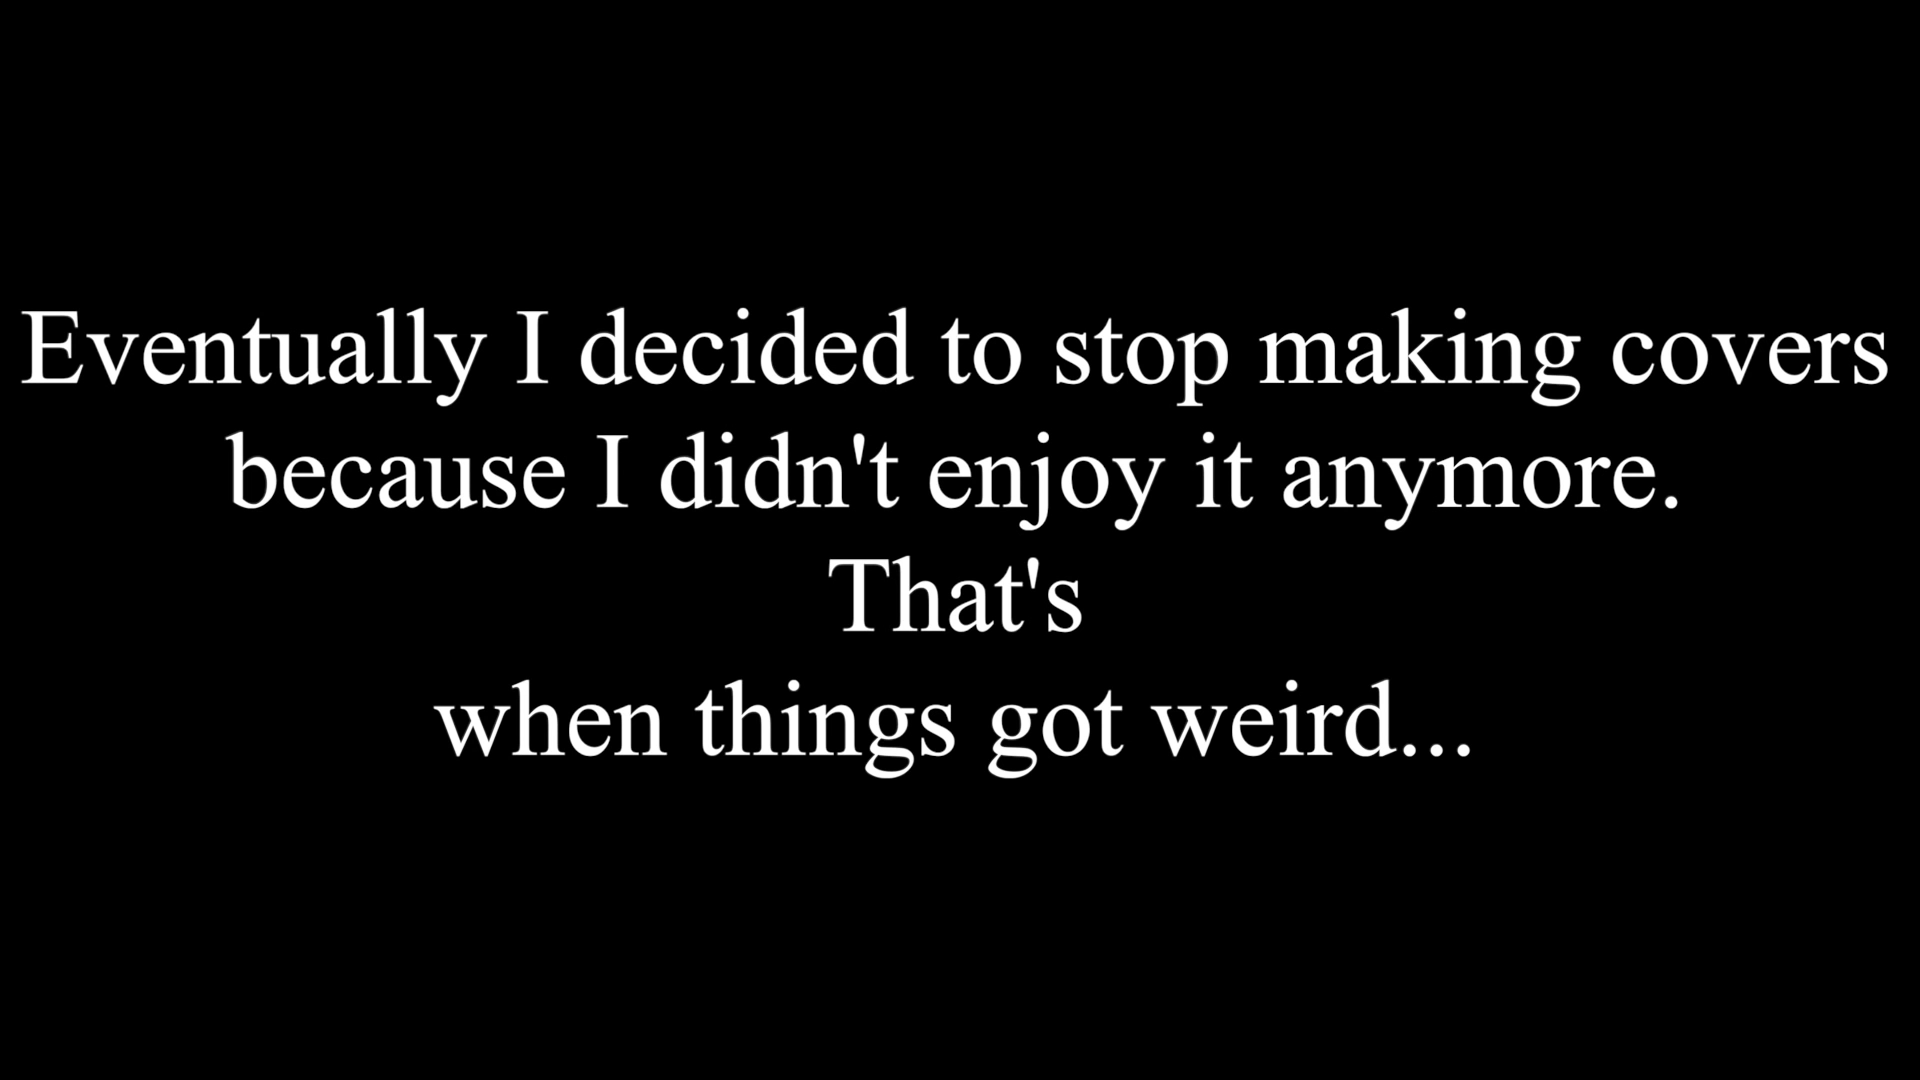 Eventually I decided to stop making covers
because I didn't enjoy it anymore.
That's
when things got weird...